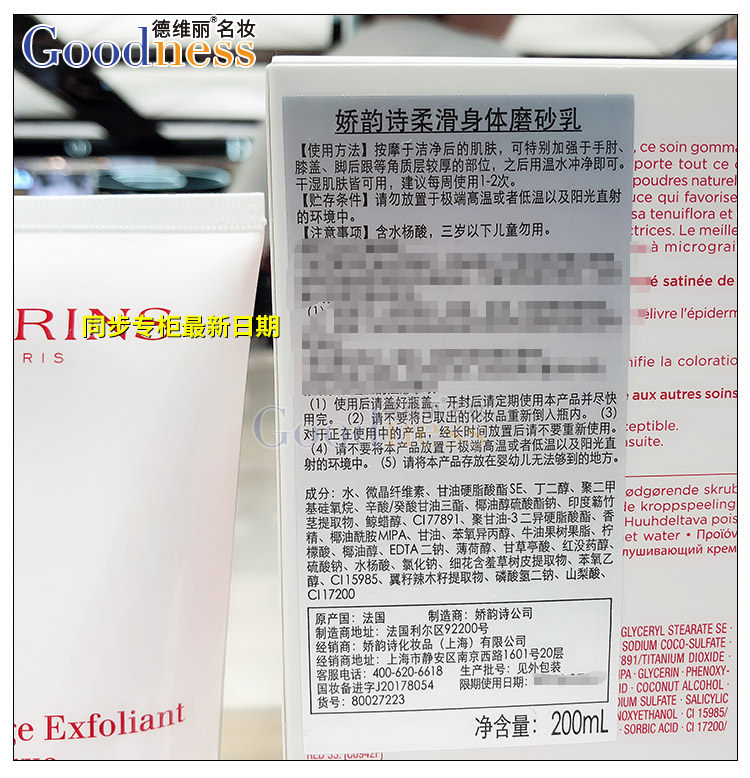 德维丽®名妆
Goodness
娇韵诗柔滑身体磨砂乳
【使用方法】按摩于洁净后的肌肤，可特别加强于手肘、
膝盖、脚后跟等角质层较厚的部位，之后用温水冲净即可。
干湿肌肤皆可用，建议每周使用1-2次。
【贮存条件】请勿放置于极端高温或者低温以及阳光直射
的环境中。
【注意事项】含水杨酸，三岁以下儿童勿用。
(1)
(1) 使用后请盖好瓶盖，开封后请定期使用本产品并尽快
用完。(2) 请不要将已取出的化妆品重新倒入瓶内。(3)
对于正在使用中的产品，经长时间放置后请不要重新使用。
(4) 请不要将本产品放置于极端高温或者低温以及阳光直
射的环境中。(5) 请将本产品存放在婴幼儿无法够到的地方。
Goodness
成分：水、微晶纤维素、甘油硬脂酸酯SE、丁二醇、聚二甲
基硅氧烷、辛酸/癸酸甘油三酯、椰油醇硫酸酯钠、印度簕竹
茎提取物、鲸蜡醇、CI77891、聚甘油-3二异硬脂酸酯、香
精、椰油酰胺MIPA、甘油、苯氧异丙醇、牛油果树果脂、柠
檬酸、椰油醇、EDTA二钠、薄荷醇、甘草亭酸、红没药醇、
硫酸钠、水杨酸、氯化钠、细花含羞草树皮提取物、苯氧乙
醇、CI15985、翼籽辣木籽提取物、磷酸氢二钠、山梨酸、
CI17200
原产国：法国 制造商：娇韵诗公司
制造商地址：法国利尔区92200号
经销商：娇韵诗化妆品（上海）有限公司
经销商地址：上海市静安区南京西路1601号20层
客服电话：400-620-6618 生产批号：见外包装
国妆备进字J20178054 限期使用日期：
货号：80027223
净含量：200mL
RINS
RIS
同步专柜最新日期
ge Exfoliant
, ce soin gomm
porte tout ce
poudres naturel
uce qui favorise
sa tenuiflora et
ctrices. Le meille
à micrograi
é satinée de
élivre l'épiderm
nifie la coloratio
aux autres soins
ceptible.
nsuite.
ødgørende skrub
de kroppspeeling
Huuhdeltava pois
et water • Προϊόν
лушивающий крем
GLYCERYL STEARATE SE ·
SODIUM COCO-SULFATE ·
7891/TITANIUM DIOXIDE ·
IPA · GLYCERIN · PHENOXY-
ID · COCONUT ALCOHOL ·
DIUM SULFATE · SALICYLIC
NOXYETHANOL · CI 15985/
· SORBIC ACID · CI 17200/